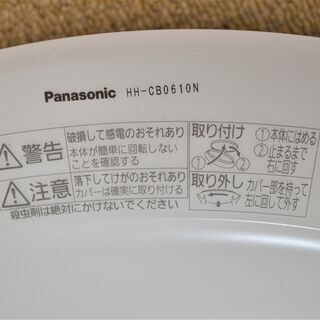 Panasonic HH-CB0610N
警告
破損して感電のおそれあり
本体が簡単に回転しない
ことを確認する
注意
落下してけがのおそれあり
カバーは確実に取り付ける
殺虫剤は絶対にかけないでください
取り付け
①本体にはめる
②止まるまで
右に回す
取り外し
カバー部を持って
左に回して外す